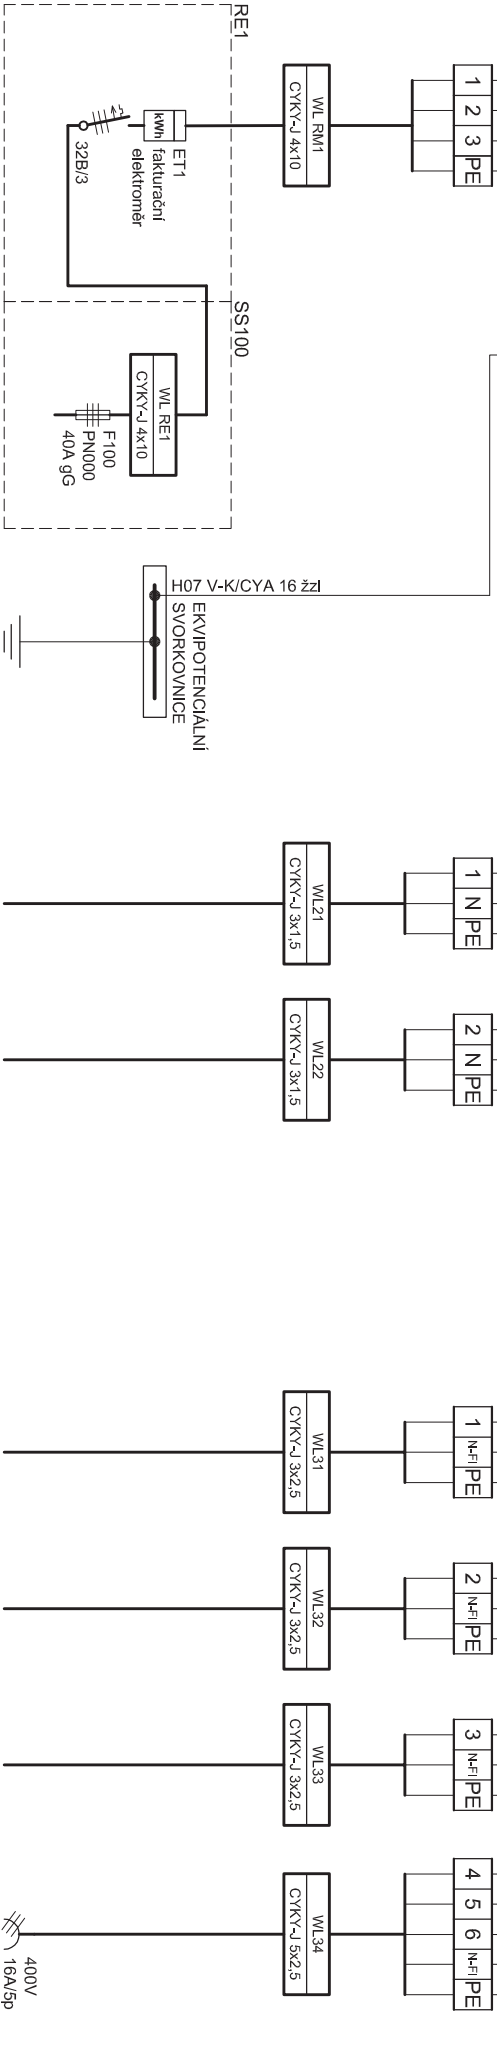 RE1
ET1
fakturační
elektroměr
kWh
32B/3
WL RM1
CYKY-J 4x10
1 2 3 PE
SS100
WL RE1
CYKY-J 4x10
F100
PN000
40A gG
H07 V-K/CYA 16 žzl
EKVIPOTENCIÁLNÍ
SVORKOVNICE
1 N PE
WL21
CYKY-J 3x1,5
2 N PE
WL22
CYKY-J 3x1,5
1 N-FI PE
WL31
CYKY-J 3x2,5
2 N-FI PE
WL32
CYKY-J 3x2,5
3 N-FI PE
WL33
CYKY-J 3x2,5
4 5 6 N-FI PE
WL34
CYKY-J 5x2,5
400V
16A/5p